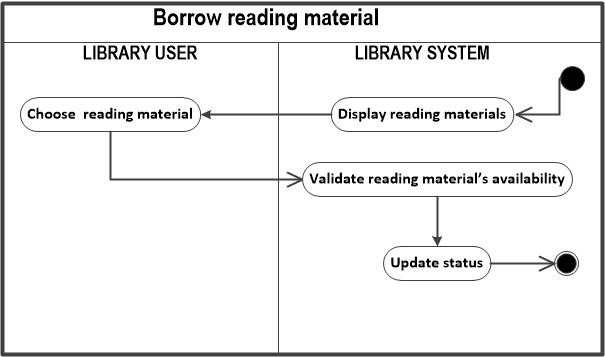 Borrow reading material
LIBRARY USER
LIBRARY SYSTEM
Choose reading material
Display reading materials
Validate reading material's availability
Update status